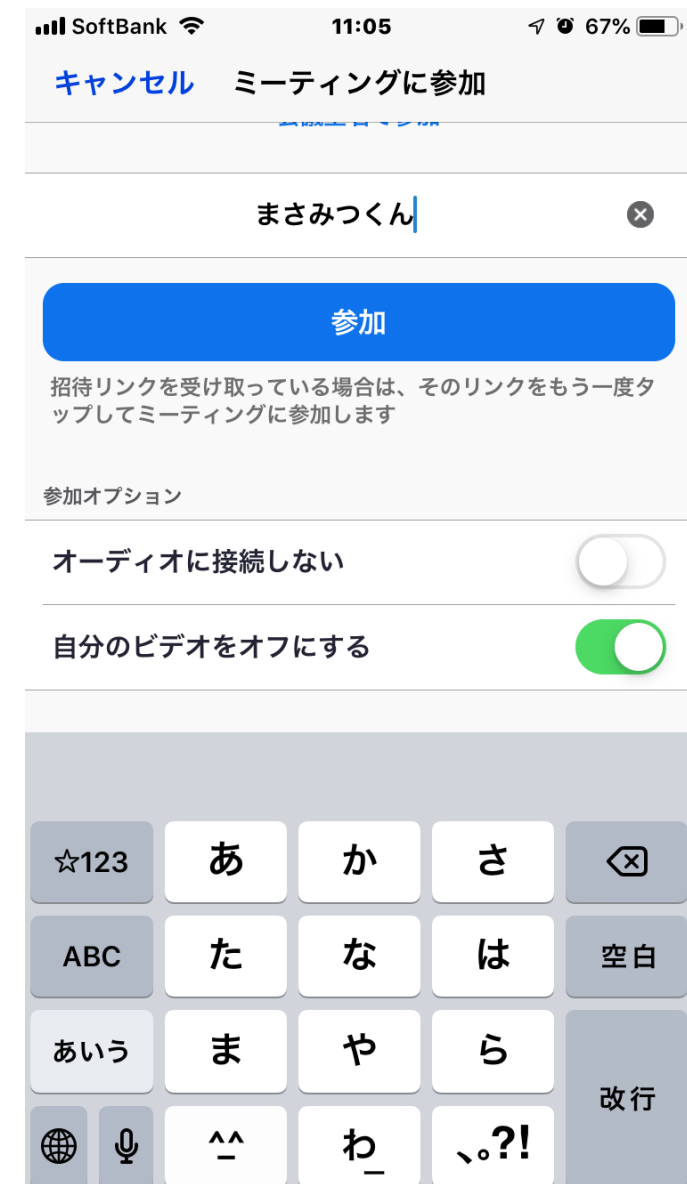 SoftBank 11:05 67%
キャンセル ミーティングに参加
まさみつくん
参加
招待リンクを受け取っている場合は、そのリンクをもう一度タ
ップしてミーティングに参加します
参加オプション
オーディオに接続しない
自分のビデオをオフにする
☆123 あ か さ
ABC た な は 空白
あいう ま や ら
改行
^_^ わ_ 、。?!